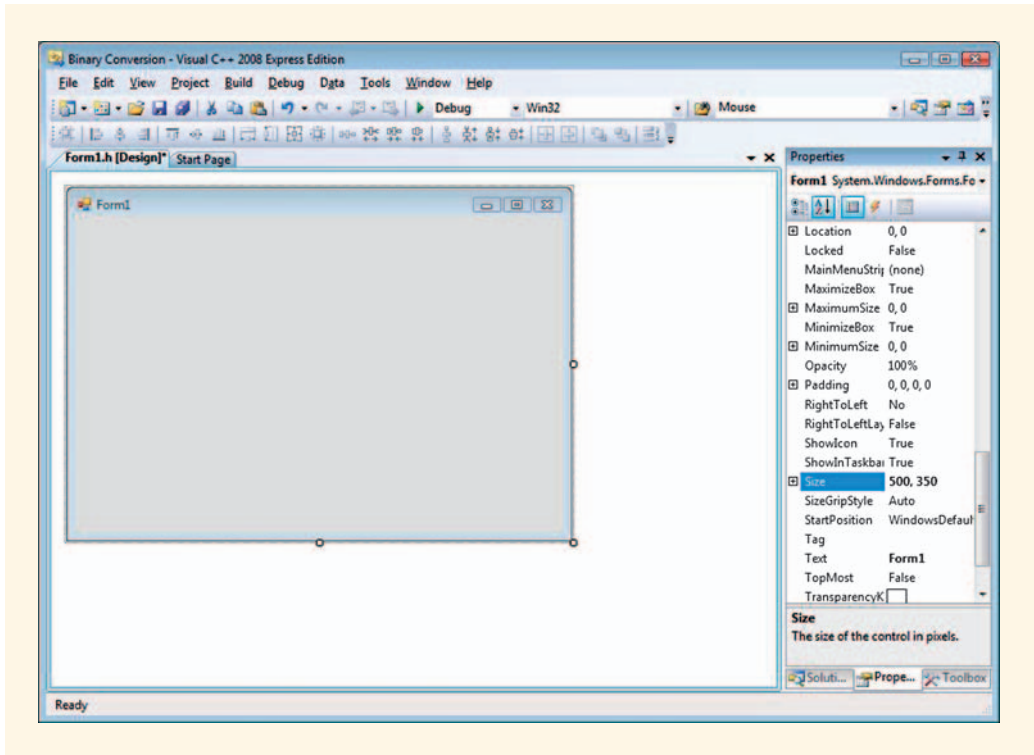 Binary Conversion - Visual C++ 2008 Express Edition
File Edit View Project Build Debug Data Tools Window Help
Debug Win32 Mouse
Form1.h [Design]* Start Page
Form1
Properties
Form1 System.Windows.Forms.Fo
Location 0, 0
Locked False
MainMenuStrip (none)
MaximizeBox True
MaximumSize 0, 0
MinimizeBox True
MinimumSize 0, 0
Opacity 100%
Padding 0, 0, 0, 0
RightToLeft No
RightToLeftLay False
ShowIcon True
ShowInTaskbar True
Size 500, 350
SizeGripStyle Auto
StartPosition WindowsDefault
Tag
Text Form1
TopMost False
TransparencyK
Size
The size of the control in pixels.
Soluti... Prope... Toolbox
Ready